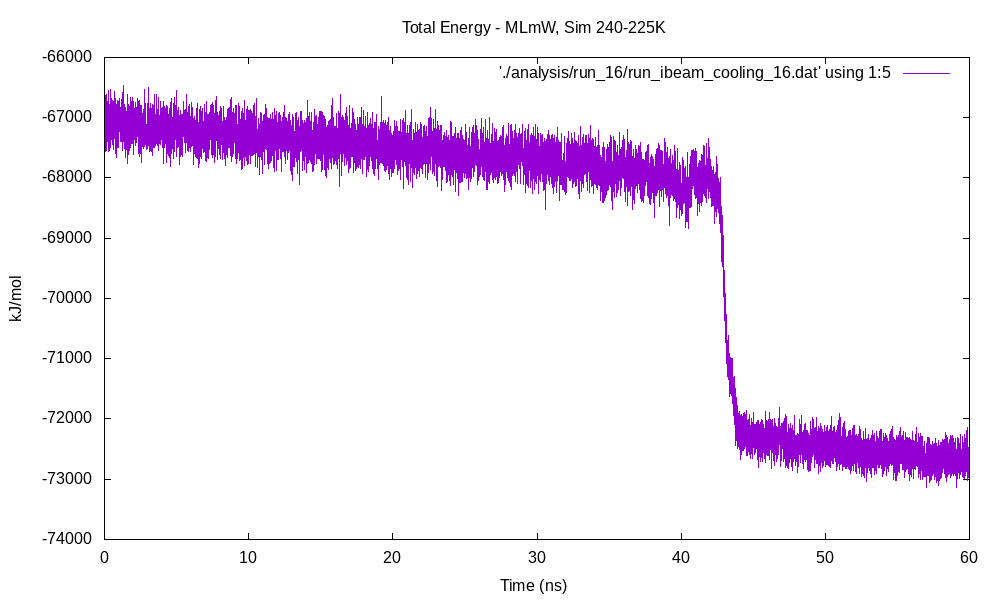 Total Energy - MLmW, Sim 240-225K
'./analysis/run_16/run_ibeam_cooling_16.dat' using 1:5
-66000
-67000
-68000
-69000
-70000
-71000
-72000
-73000
-74000
kJ/mol
0 10 20 30 40 50 60
Time (ns)